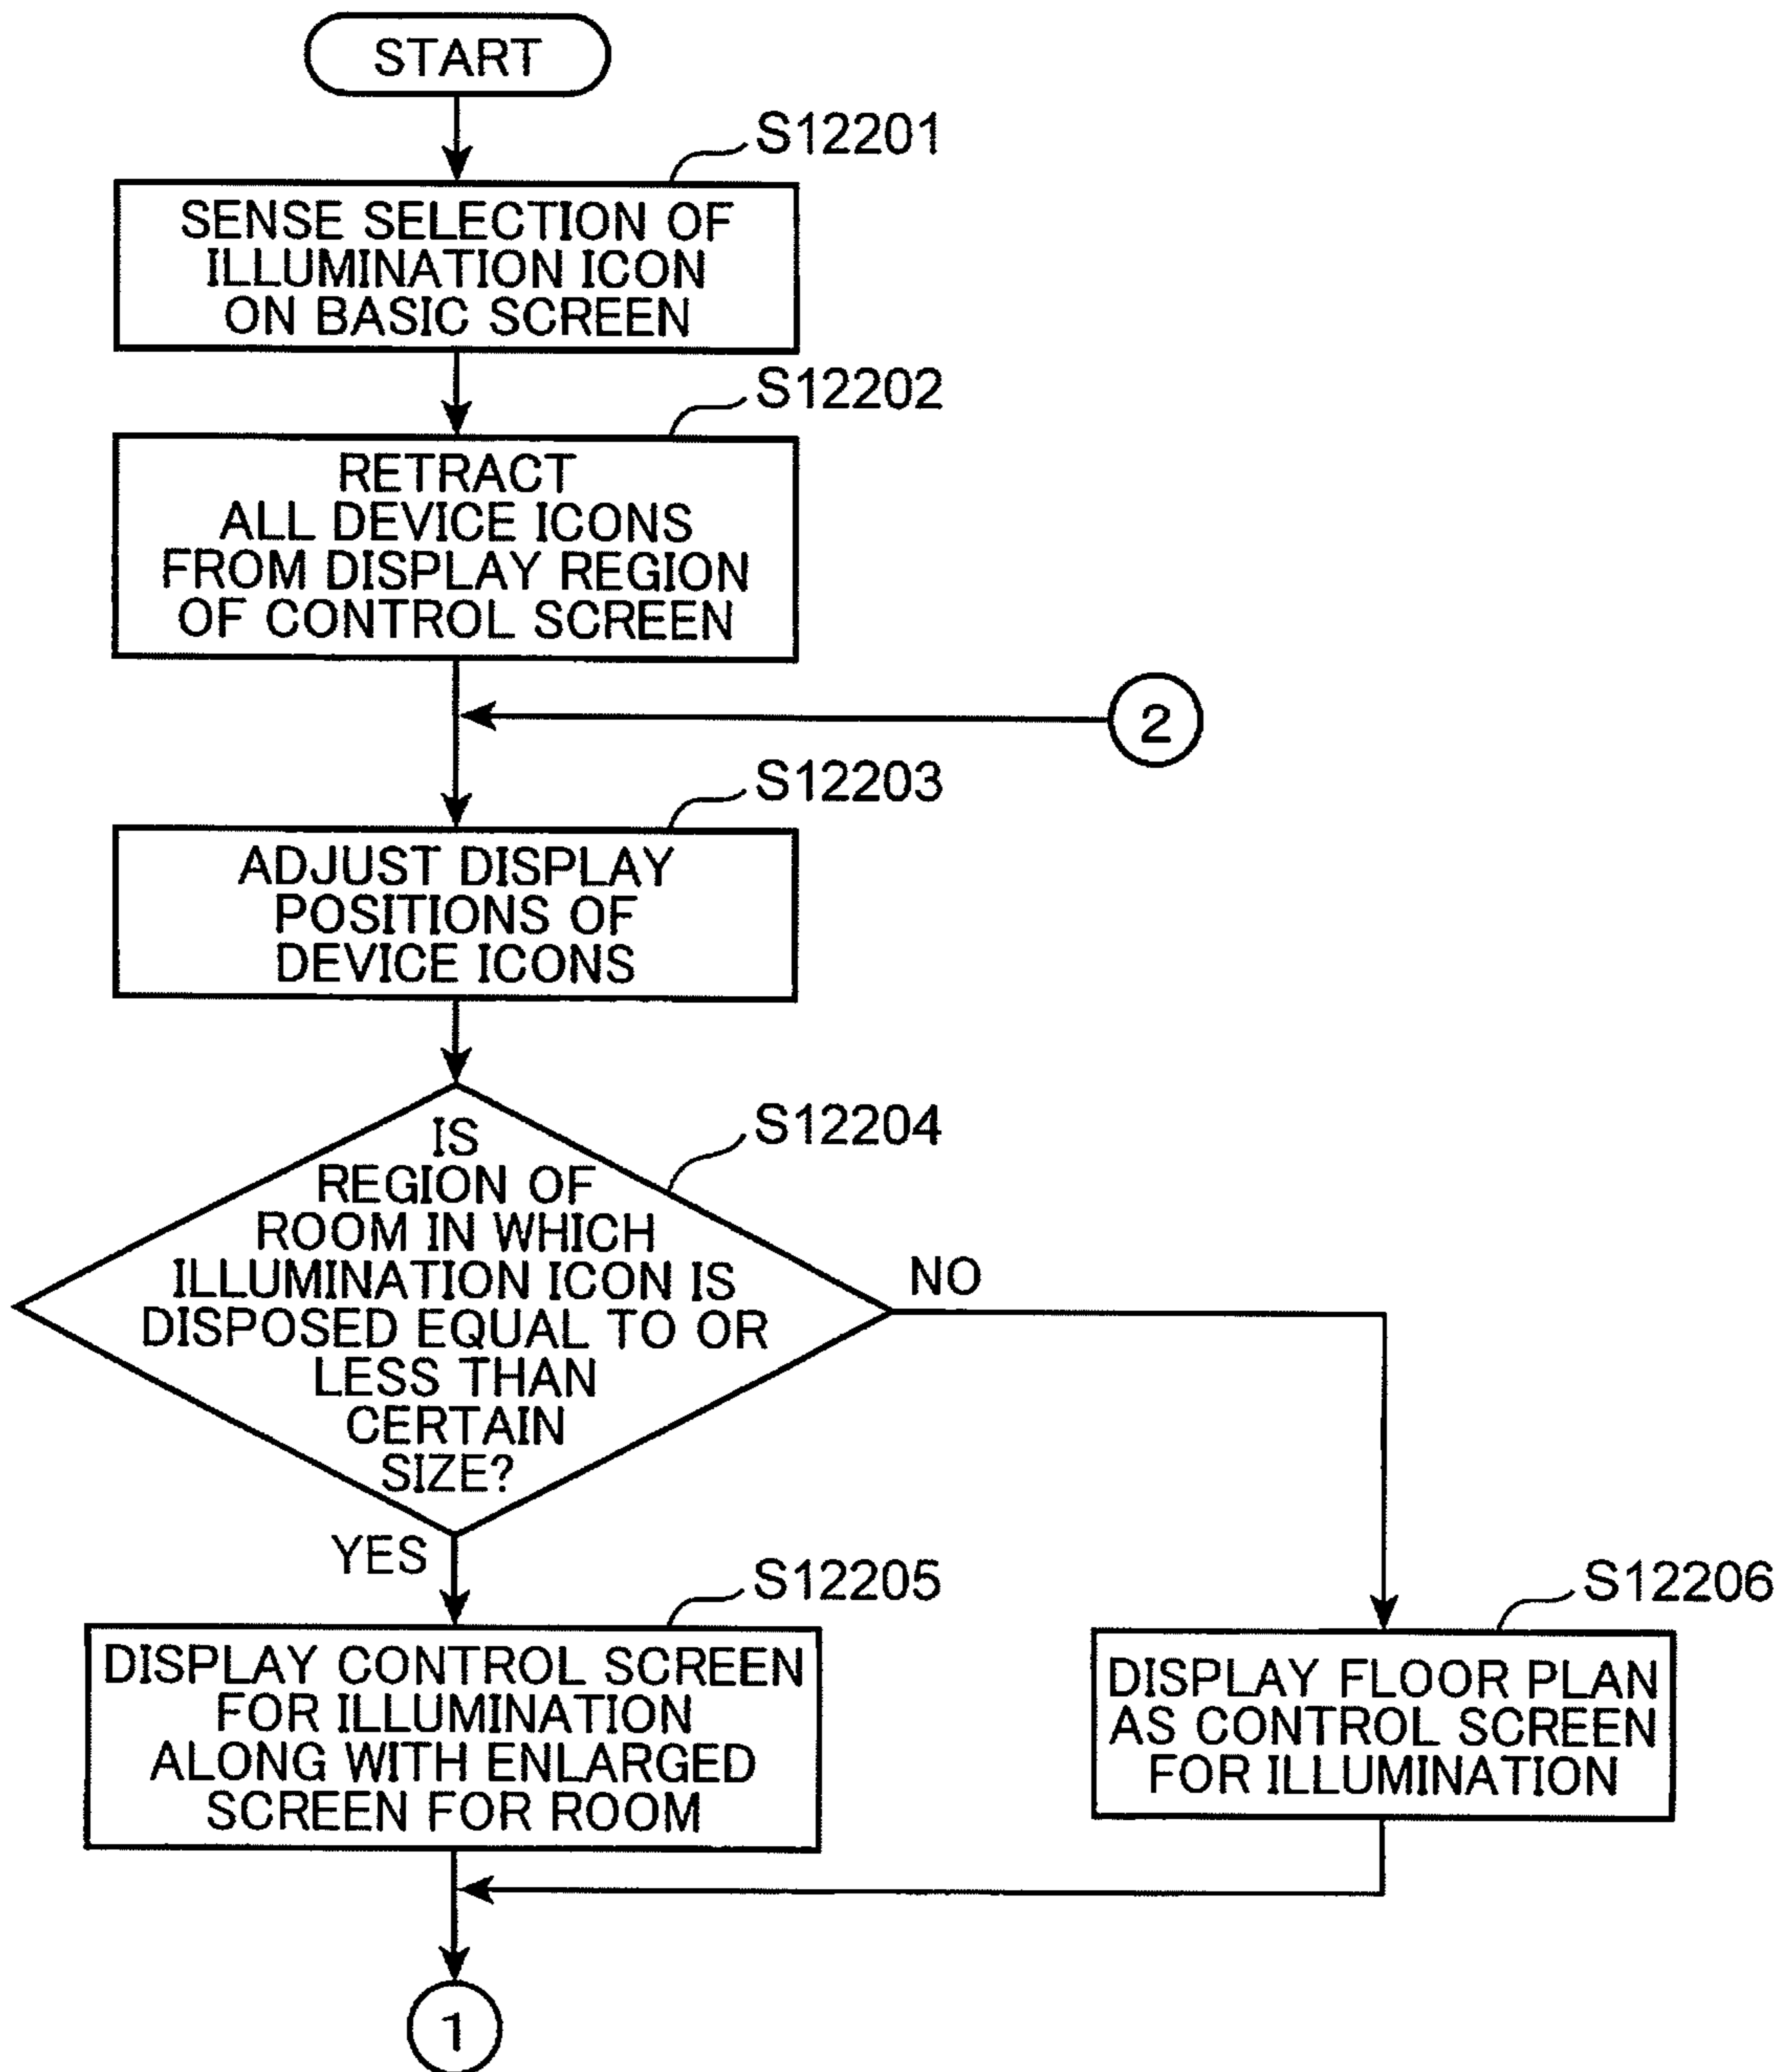 START
S12201
SENSE SELECTION OF
ILLUMINATION ICON
ON BASIC SCREEN
S12202
RETRACT
ALL DEVICE ICONS
FROM DISPLAY REGION
OF CONTROL SCREEN
2
S12203
ADJUST DISPLAY
POSITIONS OF
DEVICE ICONS
S12204
IS
REGION OF
ROOM IN WHICH
ILLUMINATION ICON IS
DISPOSED EQUAL TO OR
LESS THAN
CERTAIN
SIZE?
NO
YES
S12205
DISPLAY CONTROL SCREEN
FOR ILLUMINATION
ALONG WITH ENLARGED
SCREEN FOR ROOM
S12206
DISPLAY FLOOR PLAN
AS CONTROL SCREEN
FOR ILLUMINATION
1